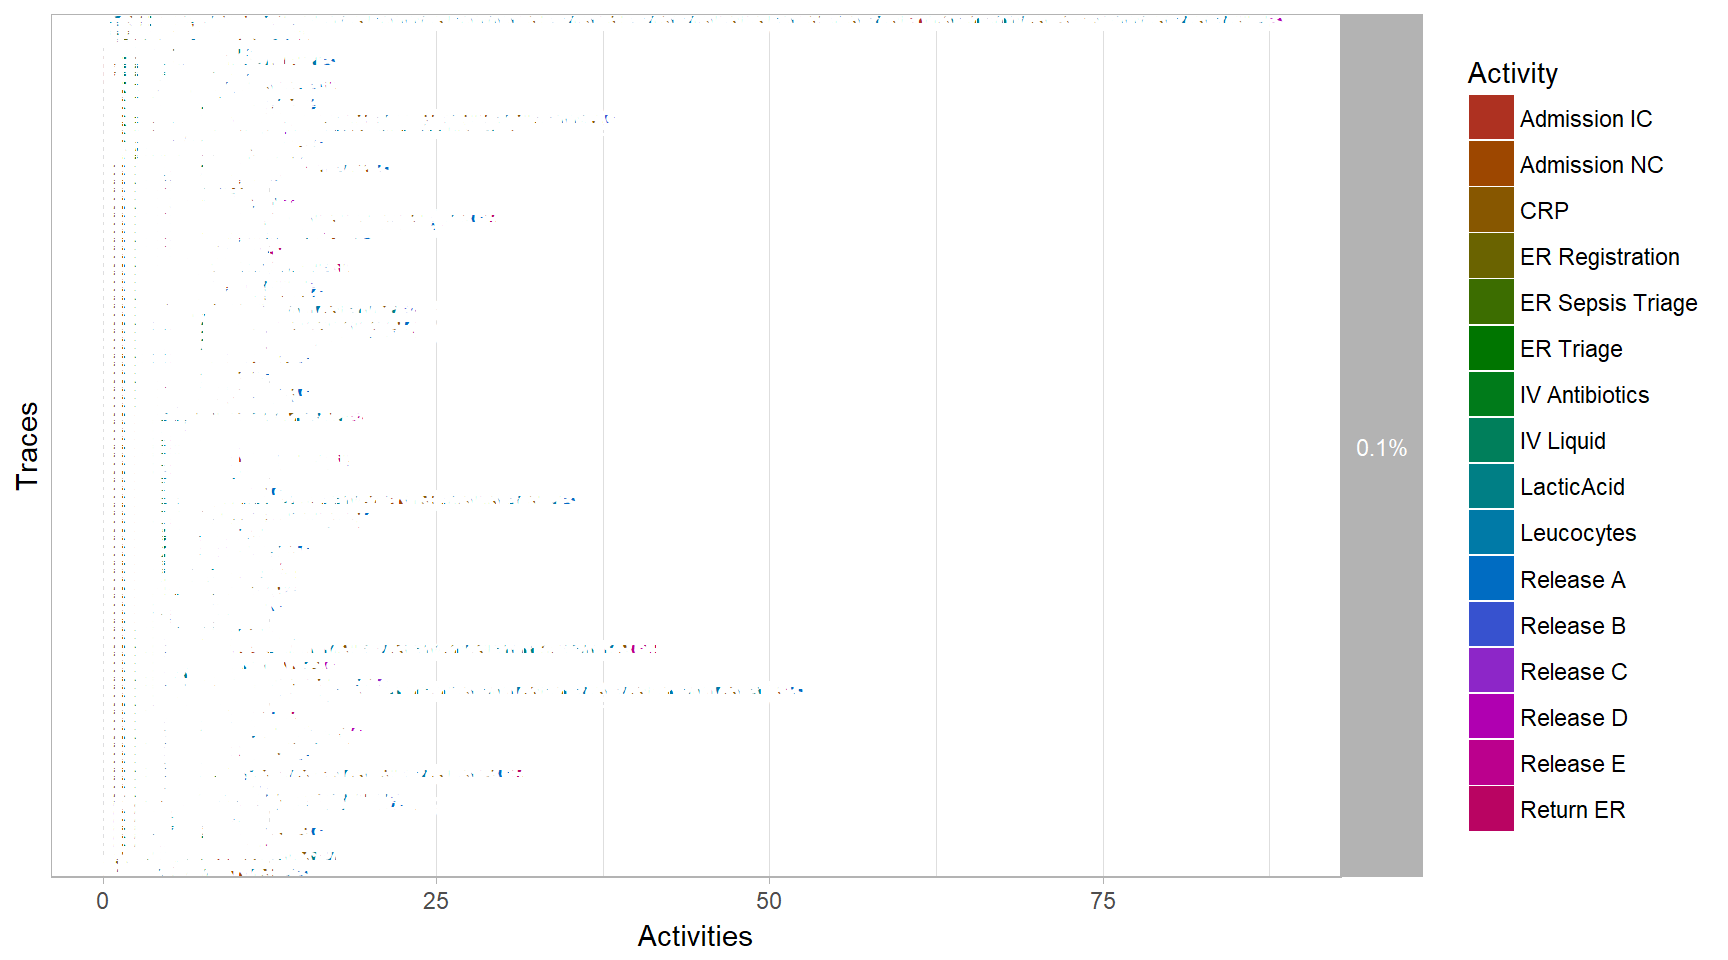 Traces
0.1%
0
25
50
75
Activities
Activity
Admission IC
Admission NC
CRP
ER Registration
ER Sepsis Triage
ER Triage
IV Antibiotics
IV Liquid
LacticAcid
Leucocytes
Release A
Release B
Release C
Release D
Release E
Return ER